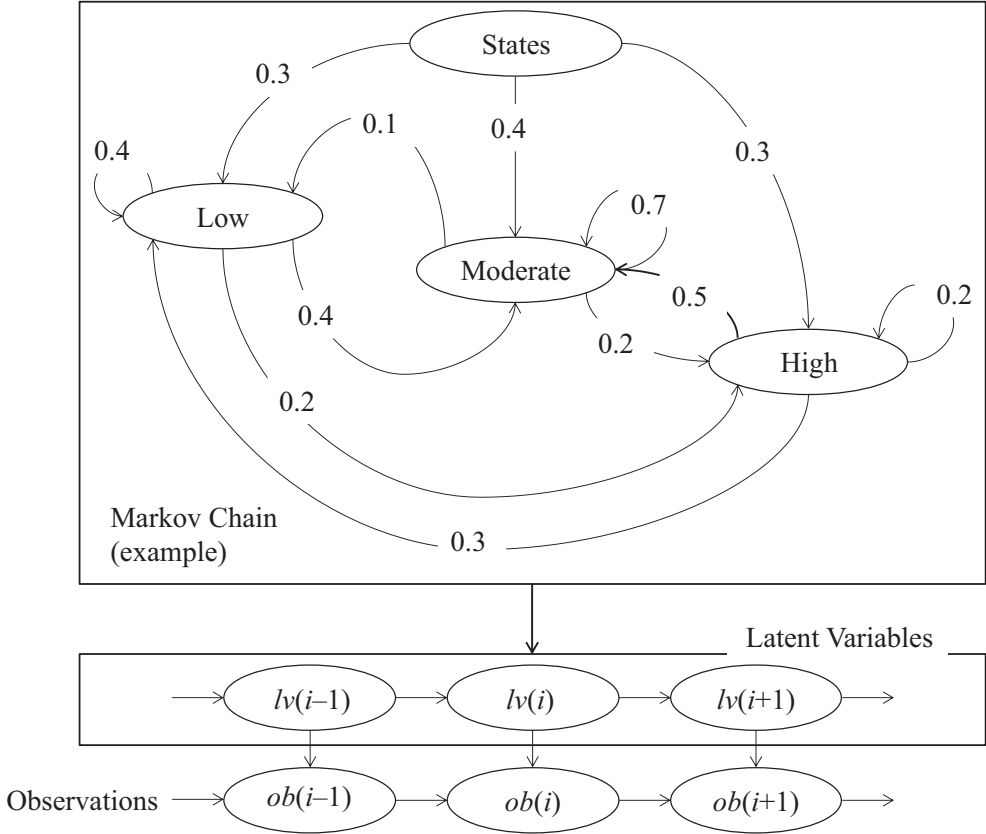 States
0.3
0.4
0.3
0.1
0.4
Low
0.7
Moderate
0.5
0.2
0.4
0.2
High
0.2
0.3
Markov Chain
(example)
Latent Variables
lv(i–1)
lv(i)
lv(i+1)
Observations
ob(i–1)
ob(i)
ob(i+1)